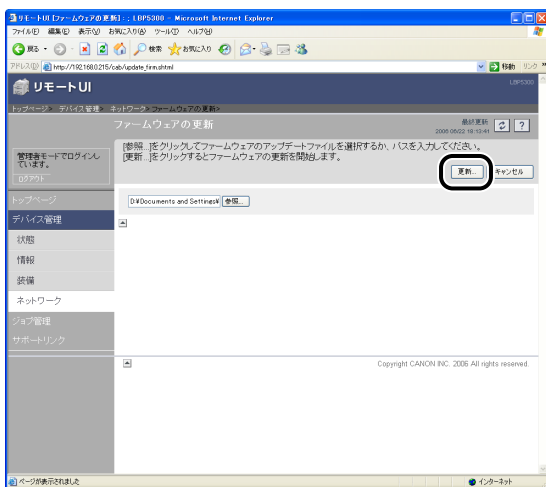 リモートUI [ファームウェアの更新] : ; LBP5300 - Microsoft Internet Explorer
ファイル(F) 編集(E) 表示(V) お気に入り(A) ツール(T) ヘルプ(H)
戻る 検索 お気に入り
アドレス(D) http://192.168.0.215/cab/update_firm.shtml 移動 リンク »
リモートUI LBP5300
トップページ> デバイス管理> ネットワーク> ファームウェアの更新>
ファームウェアの更新 最終更新
2006 06/22 18:13:41
[参照...]をクリックしてファームウェアのアップデートファイルを選択するか、パスを入力してください。
[更新...]をクリックするとファームウェアの更新を開始します。
管理者モードでログインしています。
ログアウト
更新... キャンセル
トップページ
D:¥Documents and Settings¥ 参照...
デバイス管理
状態
情報
装備
ネットワーク
ジョブ管理
サポートリンク
Copyright CANON INC. 2006 All rights reserved.
ページが表示されました インターネット